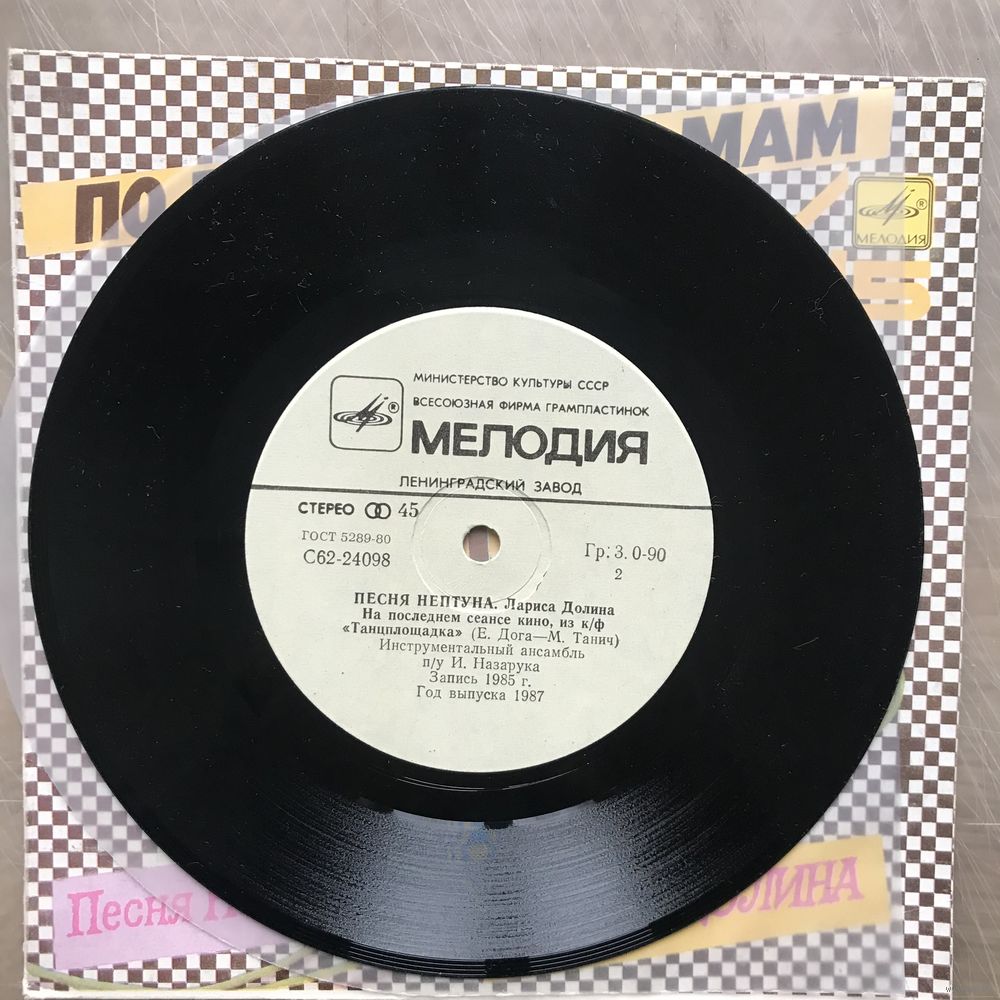 ПО
МАМ
МЕЛОДИЯ
МИНИСТЕРСТВО КУЛЬТУРЫ СССР
ВСЕСОЮЗНАЯ ФИРМА ГРАМПЛАСТИНОК
® МЕЛОДИЯ
ЛЕНИНГРАДСКИЙ ЗАВОД
СТЕРЕО 45
ГОСТ 5289-80
С62-24098
Гр: 3. 0-90
2
ПЕСНЯ НЕПТУНА. Лариса Долина
На последнем сеансе кино, из к/ф
«Танцплощадка» (Е. Дога—М. Танич)
Инструментальный ансамбль
п/у И. Назарука
Запись 1985 г.
Год выпуска 1987
Песня
ДОЛИНА